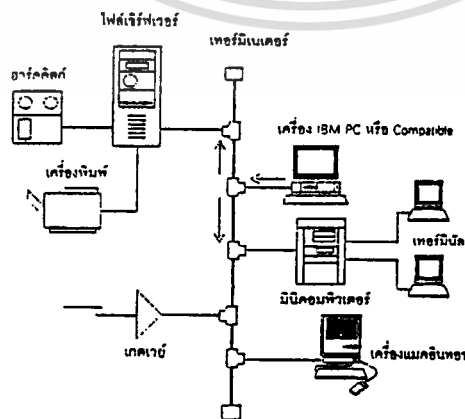 ไฟล์เซิร์ฟเวอร์
เทอร์มิเนเตอร์
ฮาร์ดดิสก์
เครื่อง IBM PC หรือ Compatible
เครื่องพิมพ์
เทอร์มินัล
มินิคอมพิวเตอร์
เกตเวย์
เครื่องแมคอินทอช